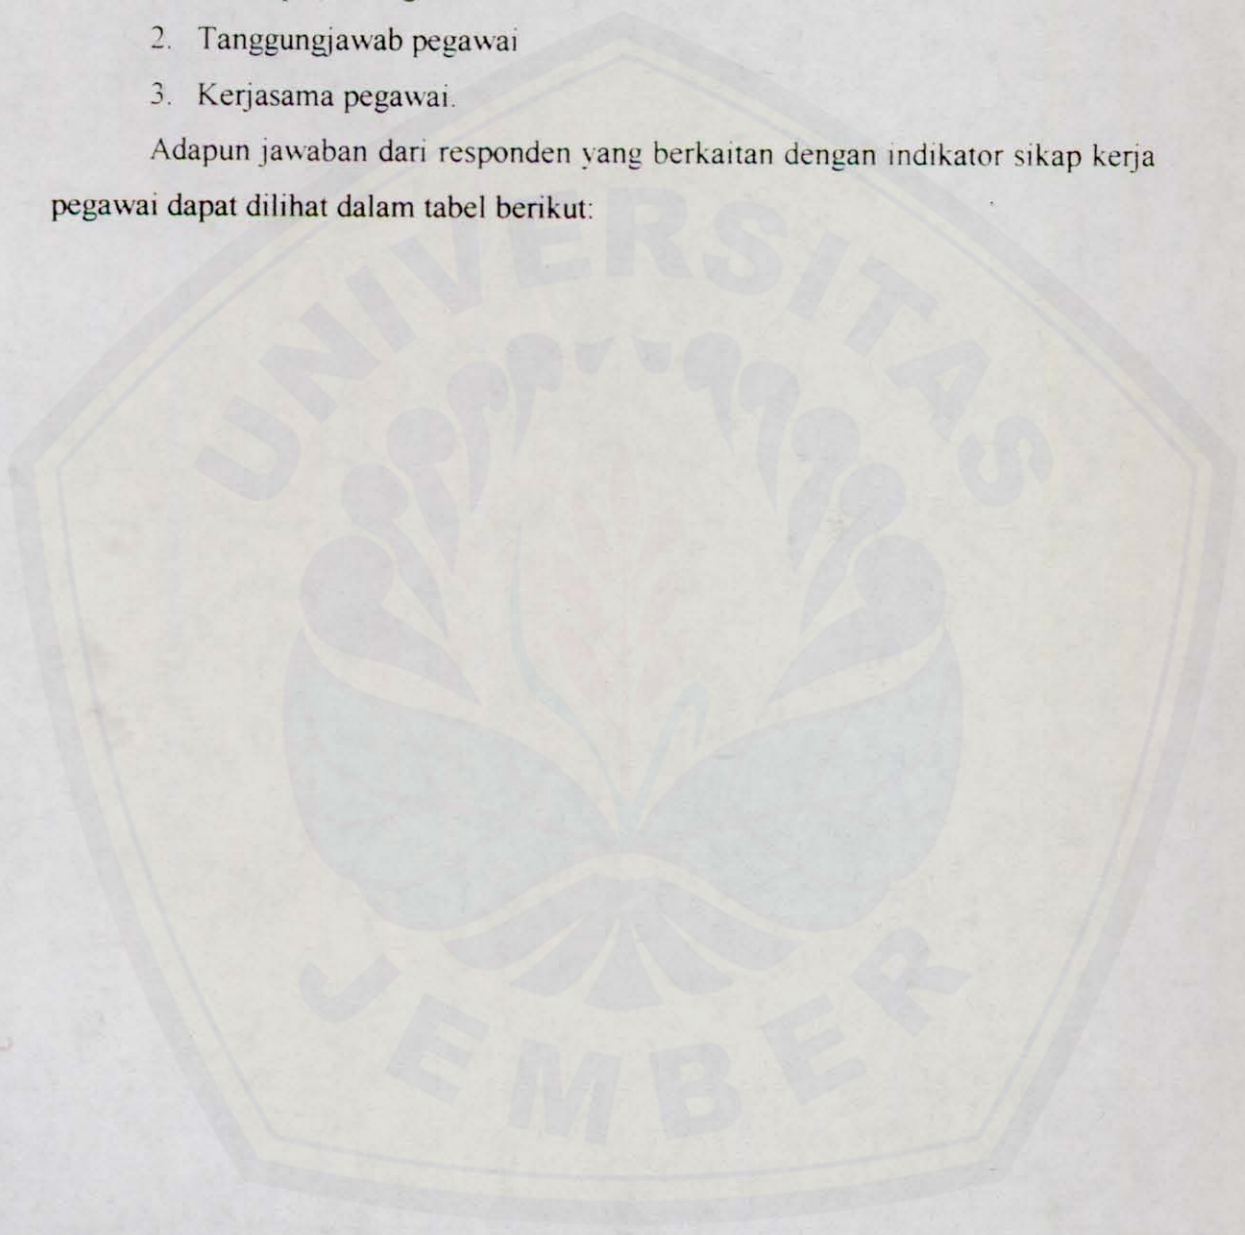 2. Tanggungjawab pegawai
3. Kerjasama pegawai.
Adapun jawaban dari responden yang berkaitan dengan indikator sikap kerja
pegawai dapat dilihat dalam tabel berikut:
UNIVERSITAS
JEMBER